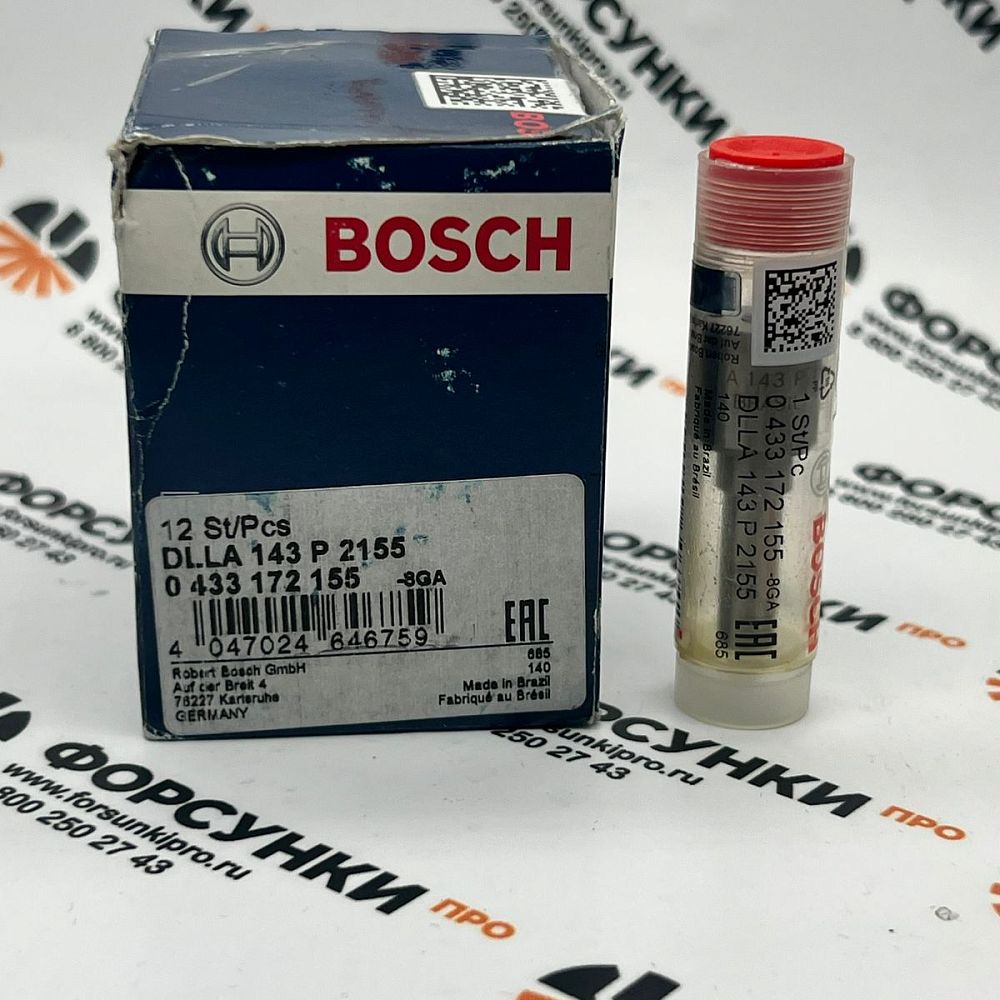 BOSCH
12 St/Pcs
DLLA 143 P 2155
0 433 172 155 -8GA
4 047024 646759
EAC
Robert Bosch GmbH
Auf der Breit 4
76227 Karlsruhe
GERMANY
685
140
Made in Brazil
Fabriqué au Brésil
BOSCH
1 St/Pc
0 433 172 155 -8GA
DLLA 143 P 2155
EAC
685
140
Made in Brazil
Fabriqué au Brésil
A 143 P
ФОРСУНКИ ПРО
www.forsunkipro.ru
8 800 250 27 43